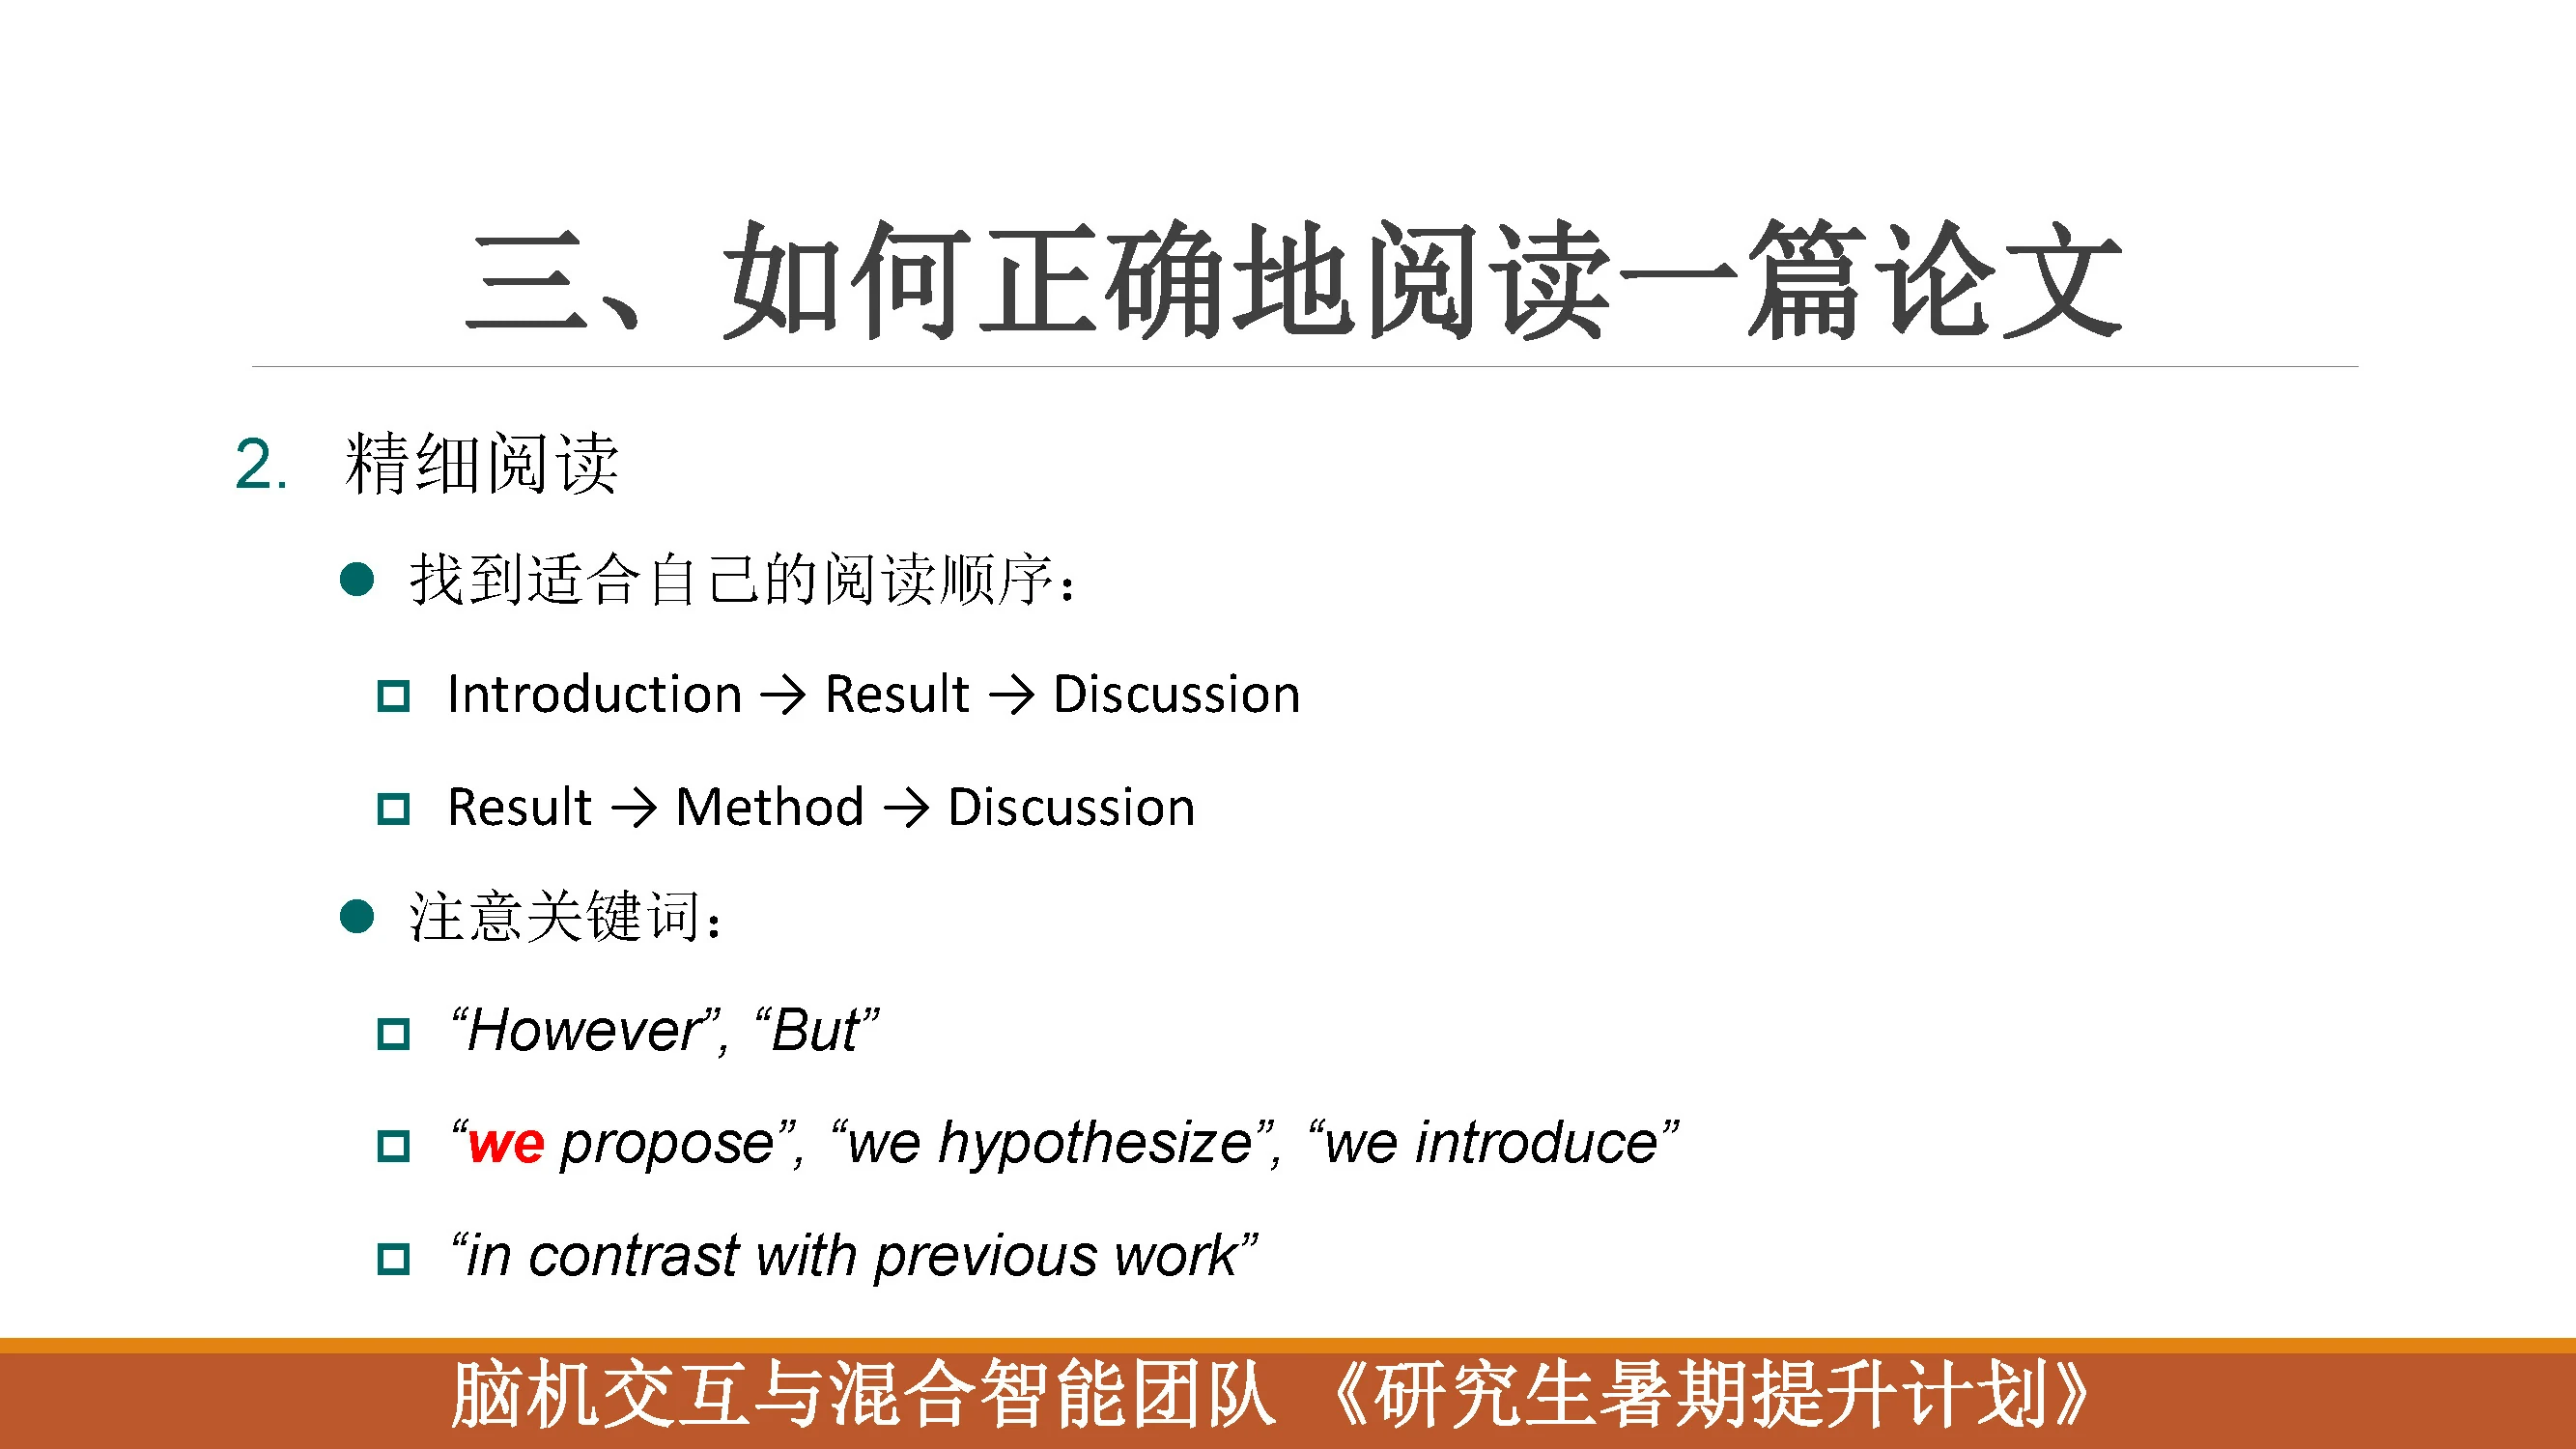 三、如何正确地阅读一篇论文
2. 精细阅读
● 找到适合自己的阅读顺序：
Introduction → Result → Discussion
Result → Method → Discussion
● 注意关键词：
“However”, “But”
“we propose”, “we hypothesize”, “we introduce”
“in contrast with previous work”
脑机交互与混合智能团队 《研究生暑期提升计划》